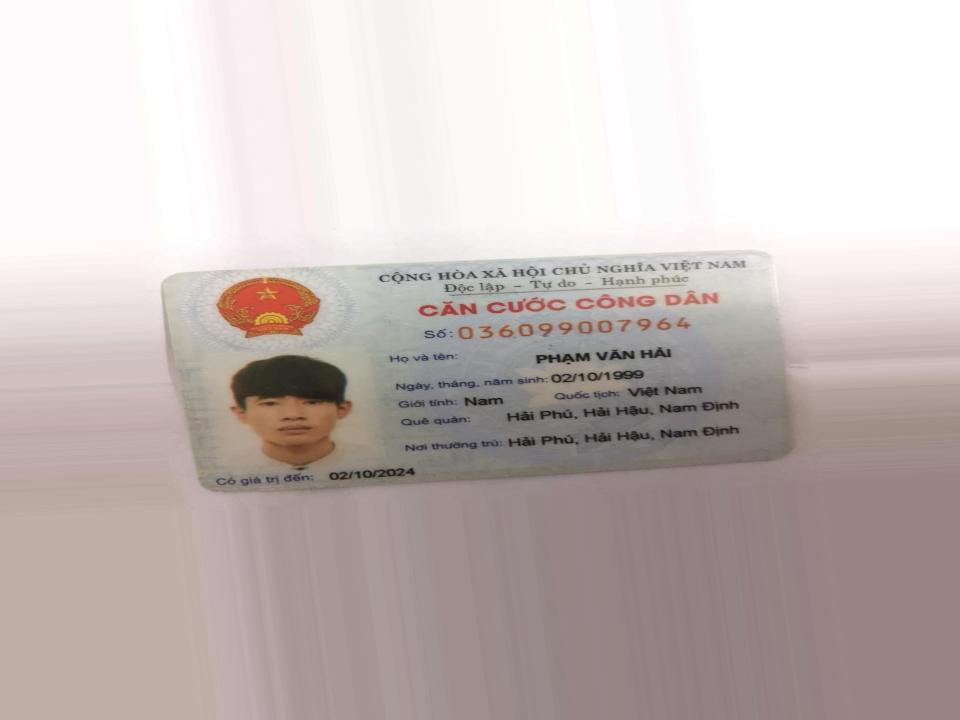 CỘNG HÒA XÃ HỘI CHỦ NGHĨA VIỆT NAM
Độc lập - Tự do - Hạnh phúc
CĂN CƯỚC CÔNG DÂN
Số: 036099007964
Họ và tên: PHẠM VĂN HẢI
Ngày, tháng, năm sinh: 02/10/1999
Giới tính: Nam Quốc tịch: Việt Nam
Quê quán: Hải Phú, Hải Hậu, Nam Định
Nơi thường trú: Hải Phú, Hải Hậu, Nam Định
Có giá trị đến: 02/10/2024